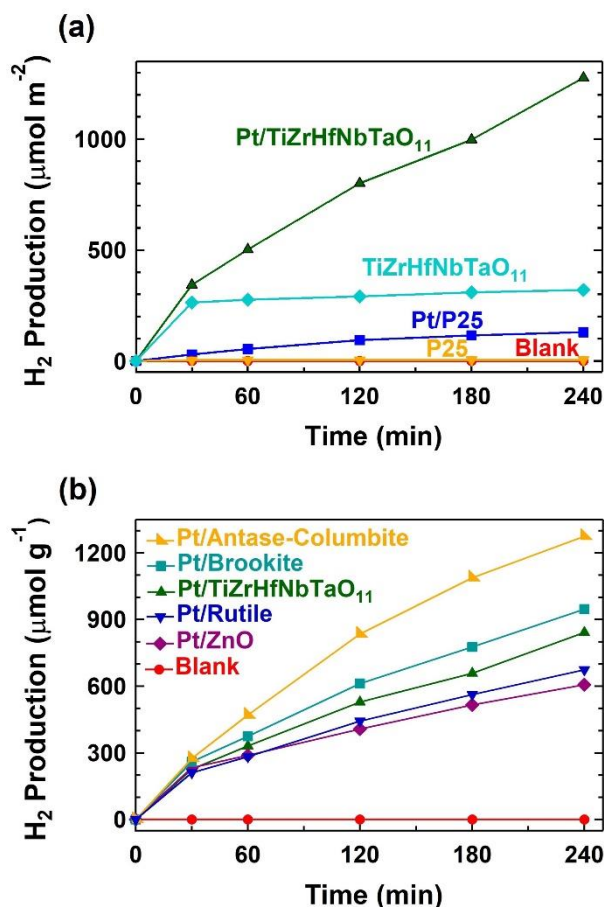 (a)
H₂ Production (μmol m⁻²)
1000
500
0
Pt/TiZrHfNbTaO₁₁
TiZrHfNbTaO₁₁
Pt/P25
P25
Blank
0 60 120 180 240
Time (min)
(b)
H₂ Production (μmol g⁻¹)
1200
900
600
300
0
Pt/Antase-Columbite
Pt/Brookite
Pt/TiZrHfNbTaO₁₁
Pt/Rutile
Pt/ZnO
Blank
0 60 120 180 240
Time (min)